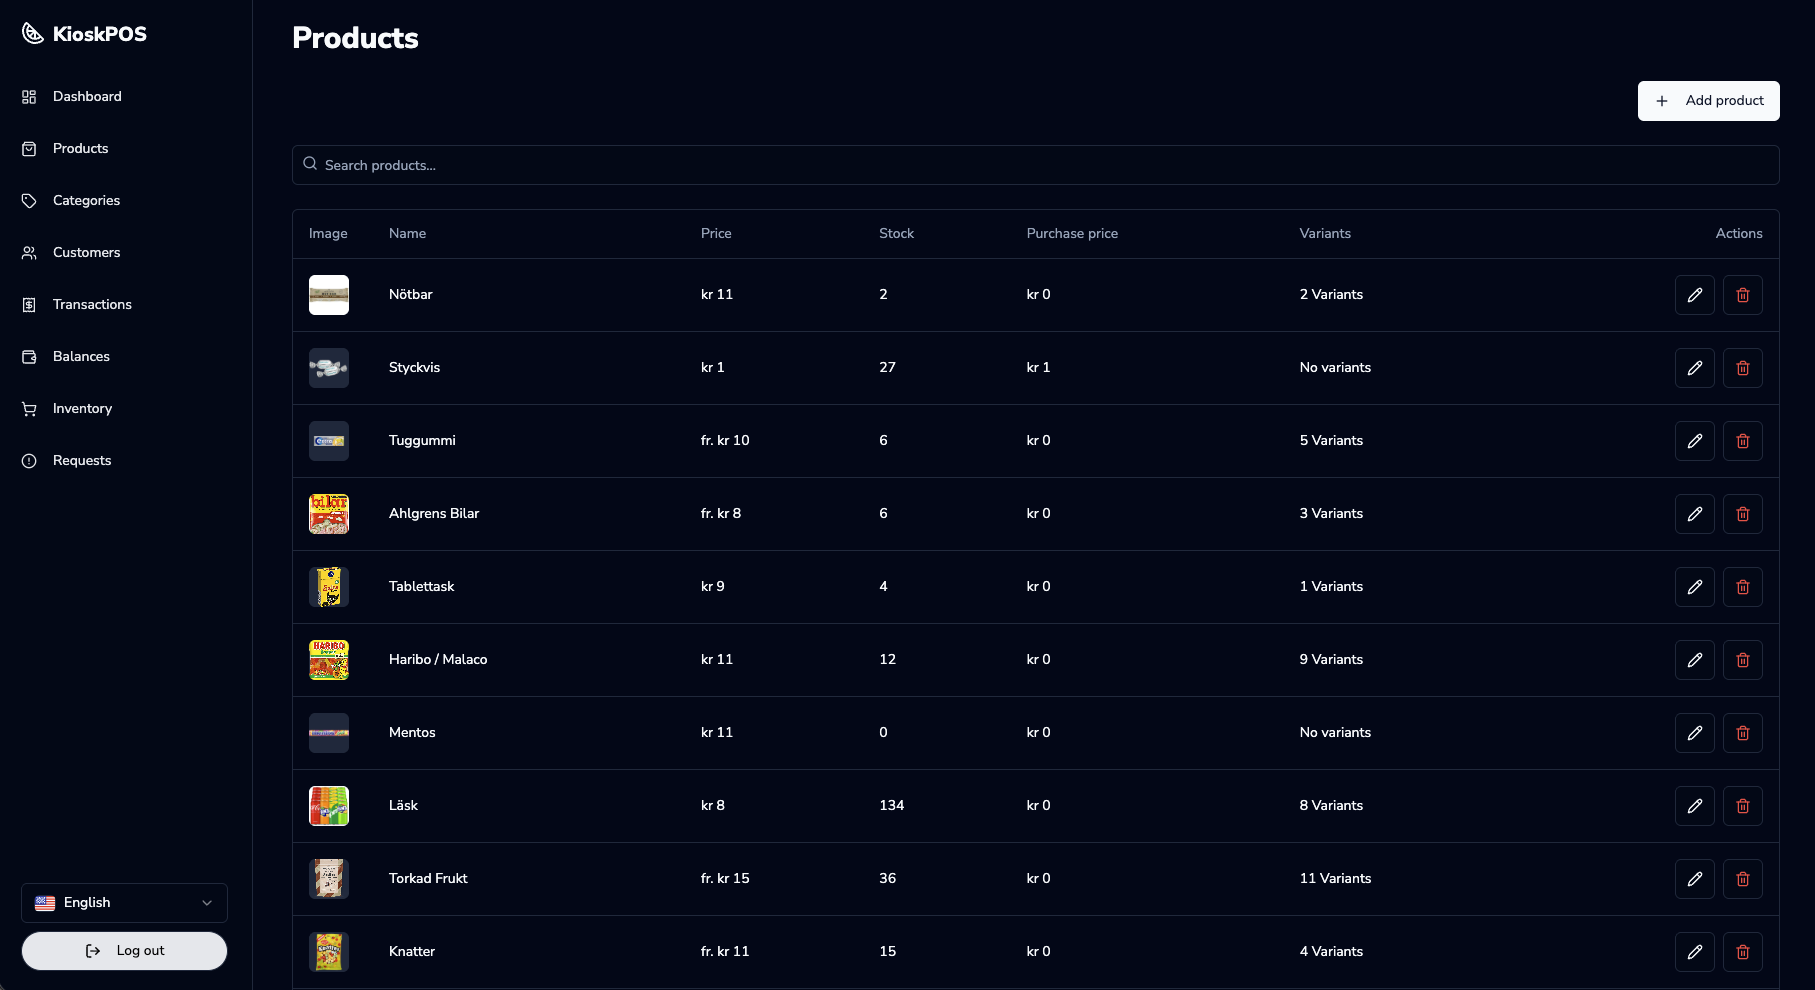 KioskPOS
Dashboard
Products
Categories
Customers
Transactions
Balances
Inventory
Requests
English
Log out
Products
Add product
Search products...
Image Name Price Stock Purchase price Variants Actions
Nötbar kr 11 2 kr 0 2 Variants
Styckvis kr 1 27 kr 1 No variants
Tuggummi fr. kr 10 6 kr 0 5 Variants
Ahlgrens Bilar fr. kr 8 6 kr 0 3 Variants
Tablettask kr 9 4 kr 0 1 Variants
HARIBO
Haribo / Malaco kr 11 12 kr 0 9 Variants
Mentos kr 11 0 kr 0 No variants
Läsk kr 8 134 kr 0 8 Variants
Torkad Frukt fr. kr 15 36 kr 0 11 Variants
Knatter fr. kr 11 15 kr 0 4 Variants